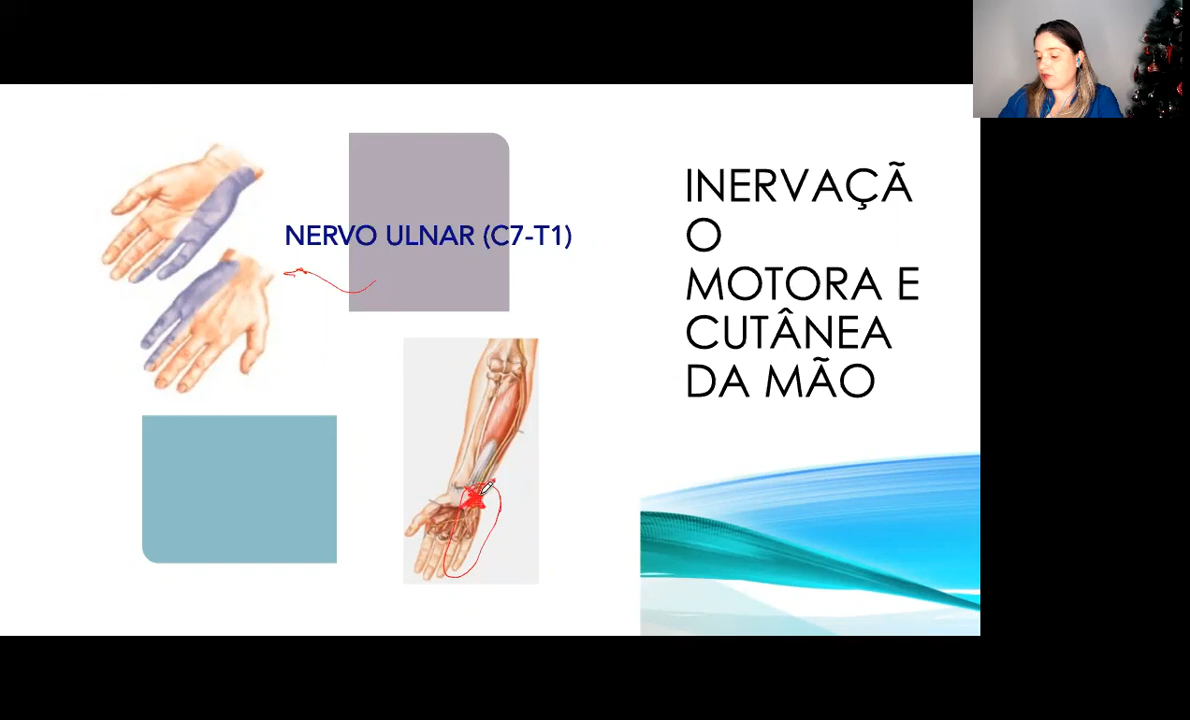 NERVO ULNAR (C7-T1)
INERVAÇÃ
O
MOTORA E
CUTÂNEA
DA MÃO